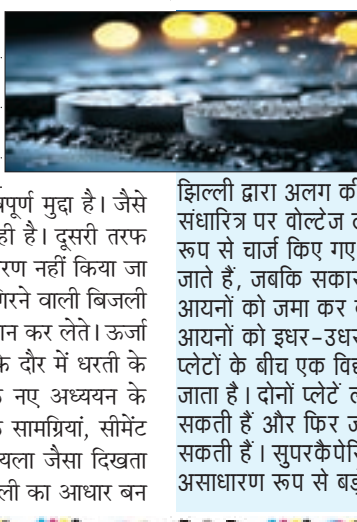 पूर्ण मुद्दा है। जैसे
ही है। दूसरी तरफ
रण नहीं किया जा
गिरने वाली बिजली
ान कर लेते। ऊर्जा
के दौर में धरती के
नए अध्ययन के
सामग्रियां, सीमेंट
यला जैसा दिखता
ली का आधार बन
झिल्ली द्वारा अलग की
संधारित्र पर वोल्टेज ल
रूप से चार्ज किए गए
जाते हैं, जबकि सकार
आयनों को जमा कर
आयनों को इधर-उधर
प्लेटों के बीच एक विद्
जाता है। दोनों प्लेटें ल
सकती हैं और फिर ज
सकती हैं। सुपरकैपेसि
असाधारण रूप से बड़